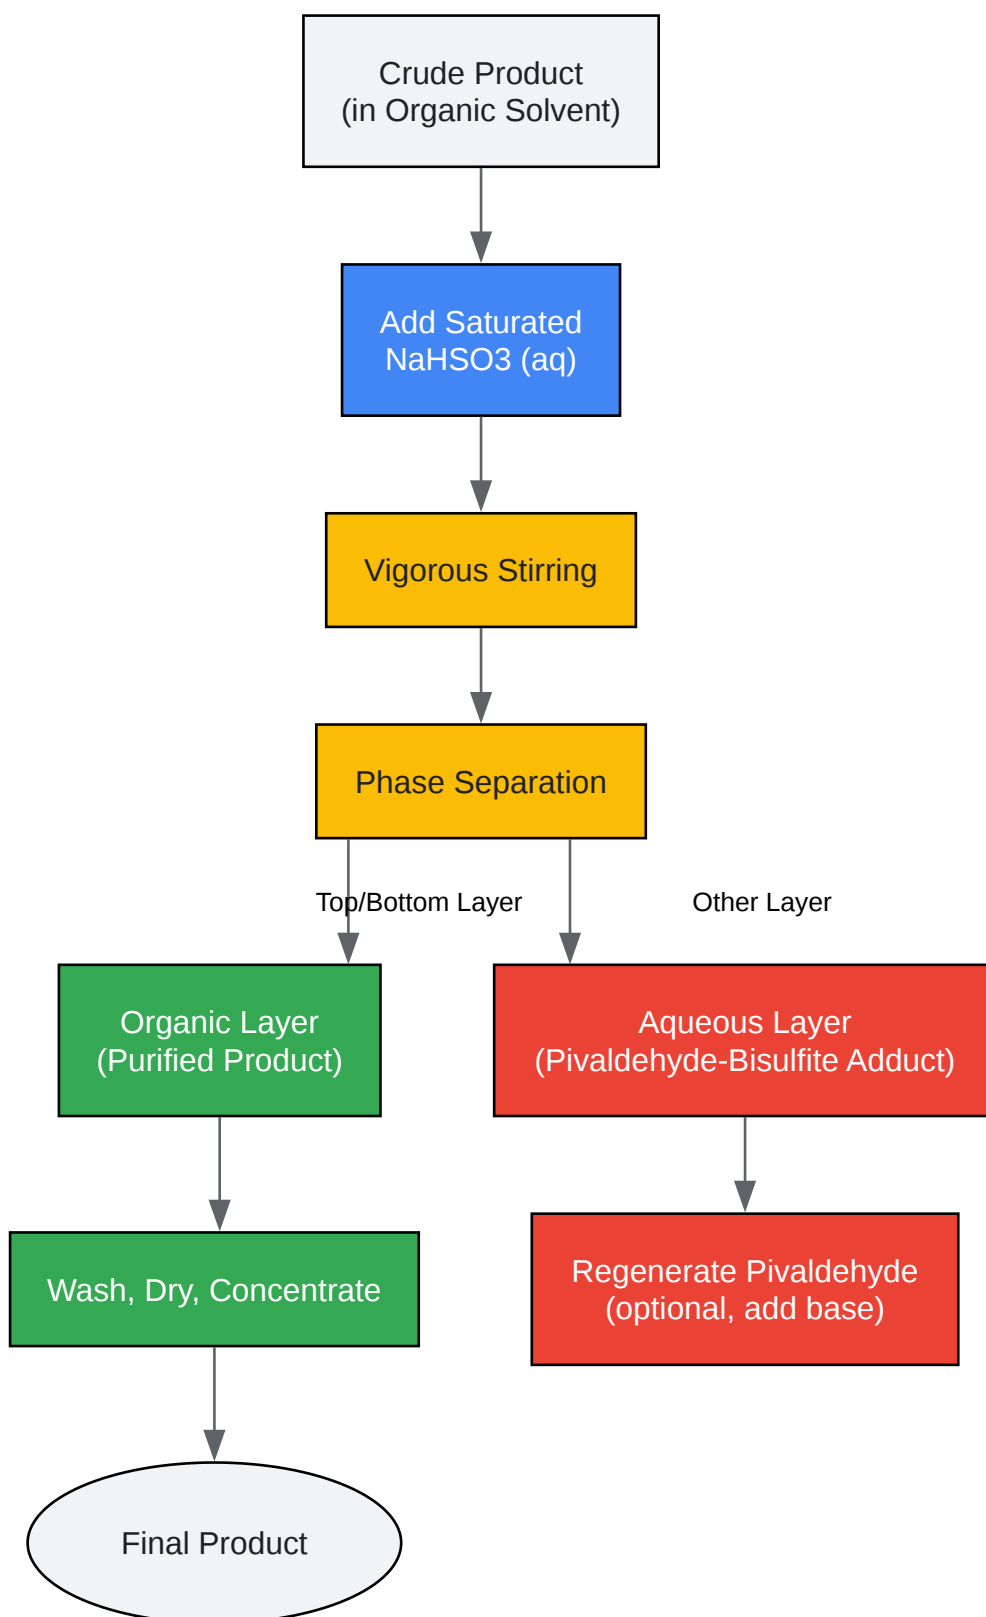 Crude Product
(in Organic Solvent)
Add Saturated
NaHSO3 (aq)
Vigorous Stirring
Phase Separation
Top/Bottom Layer
Other Layer
Organic Layer
(Purified Product)
Aqueous Layer
(Pivaldehyde-Bisulfite Adduct)
Wash, Dry, Concentrate
Regenerate Pivaldehyde
(optional, add base)
Final Product